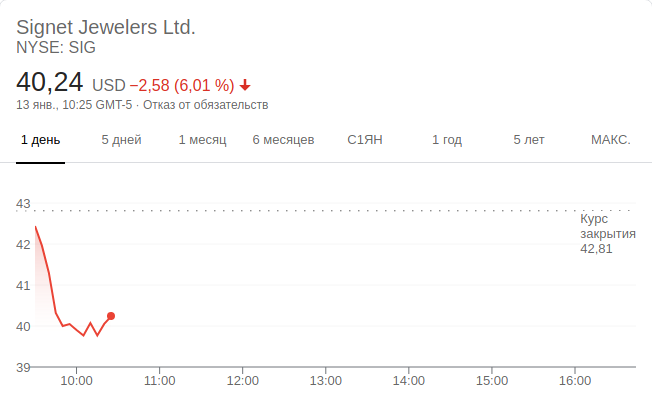 Signet Jewelers Ltd.
NYSE: SIG
40,24 USD −2,58 (6,01 %)
13 янв., 10:25 GMT-5 · Отказ от обязательств
1 день 5 дней 1 месяц 6 месяцев С1ЯН 1 год 5 лет МАКС.
43
Курс
закрытия
42,81
42
41
40
39
10:00 11:00 12:00 13:00 14:00 15:00 16:00